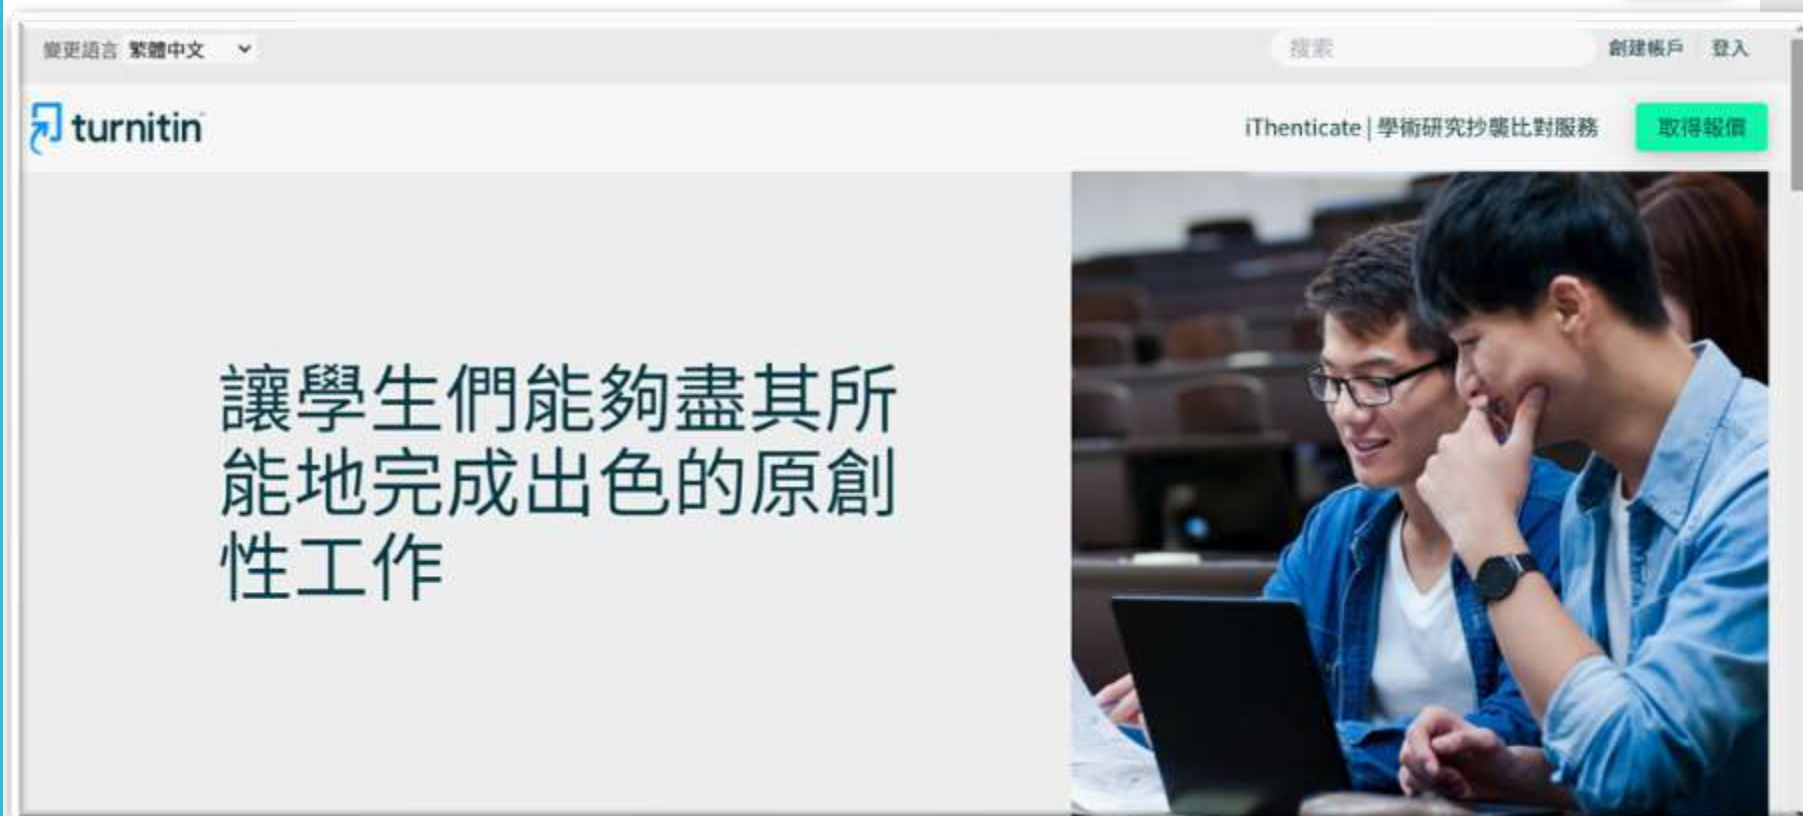 變更語言 繁體中文
搜索
創建帳戶 登入
turnitin
iThenticate | 學術研究抄襲比對服務
取得報價
讓學生們能夠盡其所
能地完成出色的原創
性工作